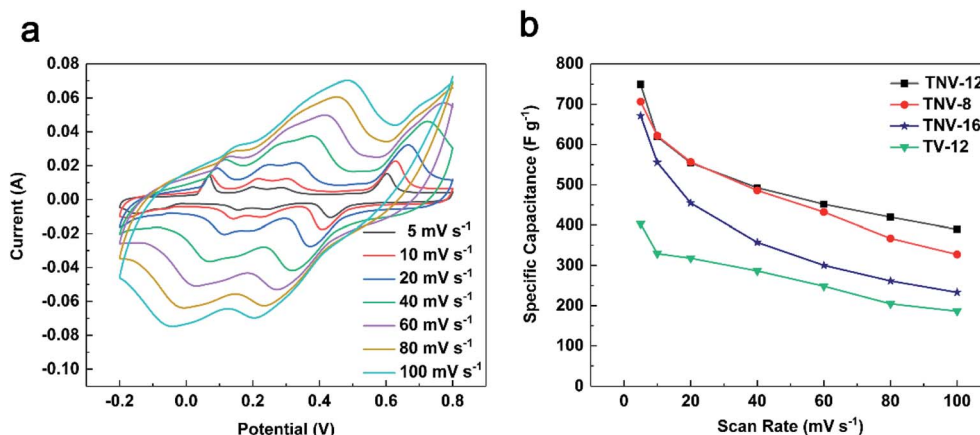 a
Current (A)
0.08
0.06
0.04
0.02
0.00
-0.02
-0.04
-0.06
-0.08
-0.10
5 mV s⁻¹
10 mV s⁻¹
20 mV s⁻¹
40 mV s⁻¹
60 mV s⁻¹
80 mV s⁻¹
100 mV s⁻¹
-0.2 0.0 0.2 0.4 0.6 0.8
Potential (V)
b
Specific Capacitance (F g⁻¹)
800
700
600
500
400
300
200
100
0
TNV-12
TNV-8
TNV-16
TV-12
0 20 40 60 80 100
Scan Rate (mV s⁻¹)